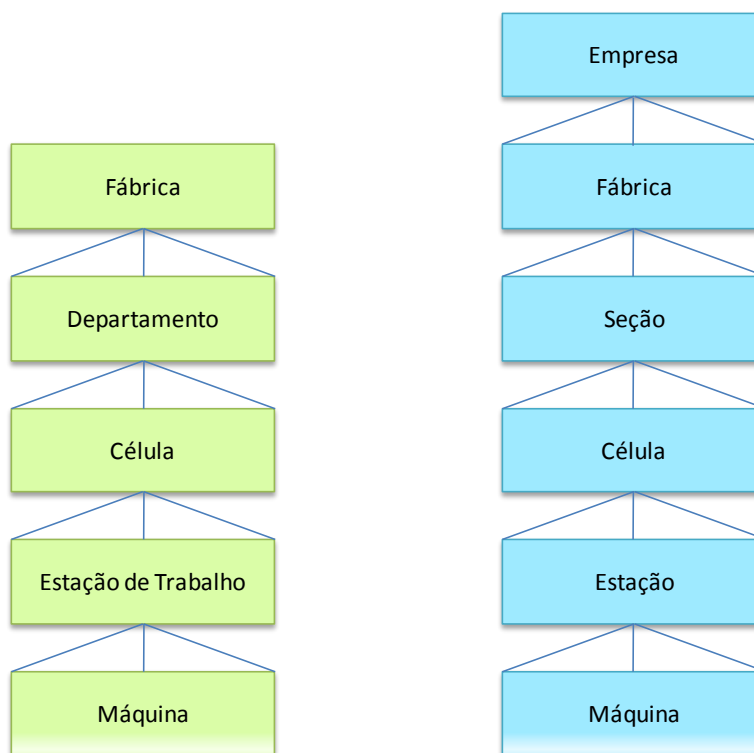 Fábrica
Departamento
Célula
Estação de Trabalho
Máquina
Empresa
Fábrica
Seção
Célula
Estação
Máquina